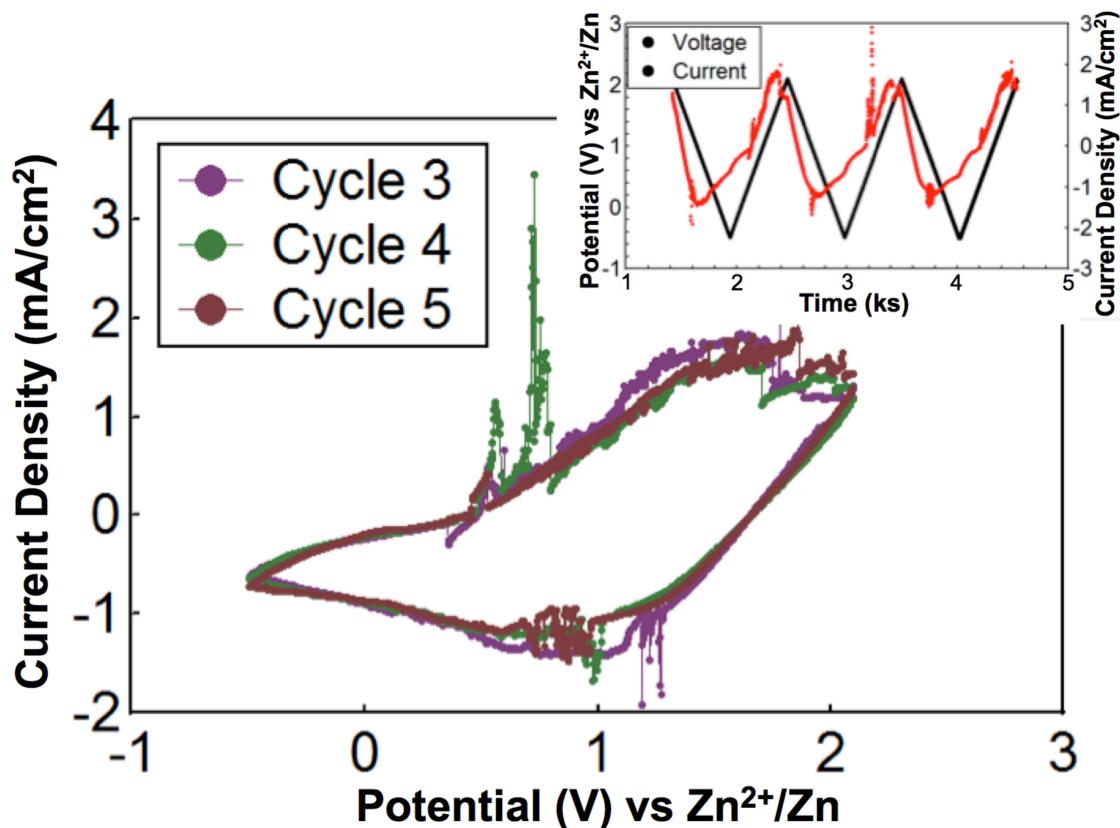 Current Density (mA/cm²)
4
3
2
1
0
-1
-2
Cycle 3
Cycle 4
Cycle 5
-1
0
1
2
3
Potential (V) vs Zn²⁺/Zn
Potential (V) vs Zn²⁺/Zn
3
2
1
0
-1
Voltage
Current
3
2
1
0
-1
-2
-3
Current Density (mA/cm²)
1
2
3
4
5
Time (ks)